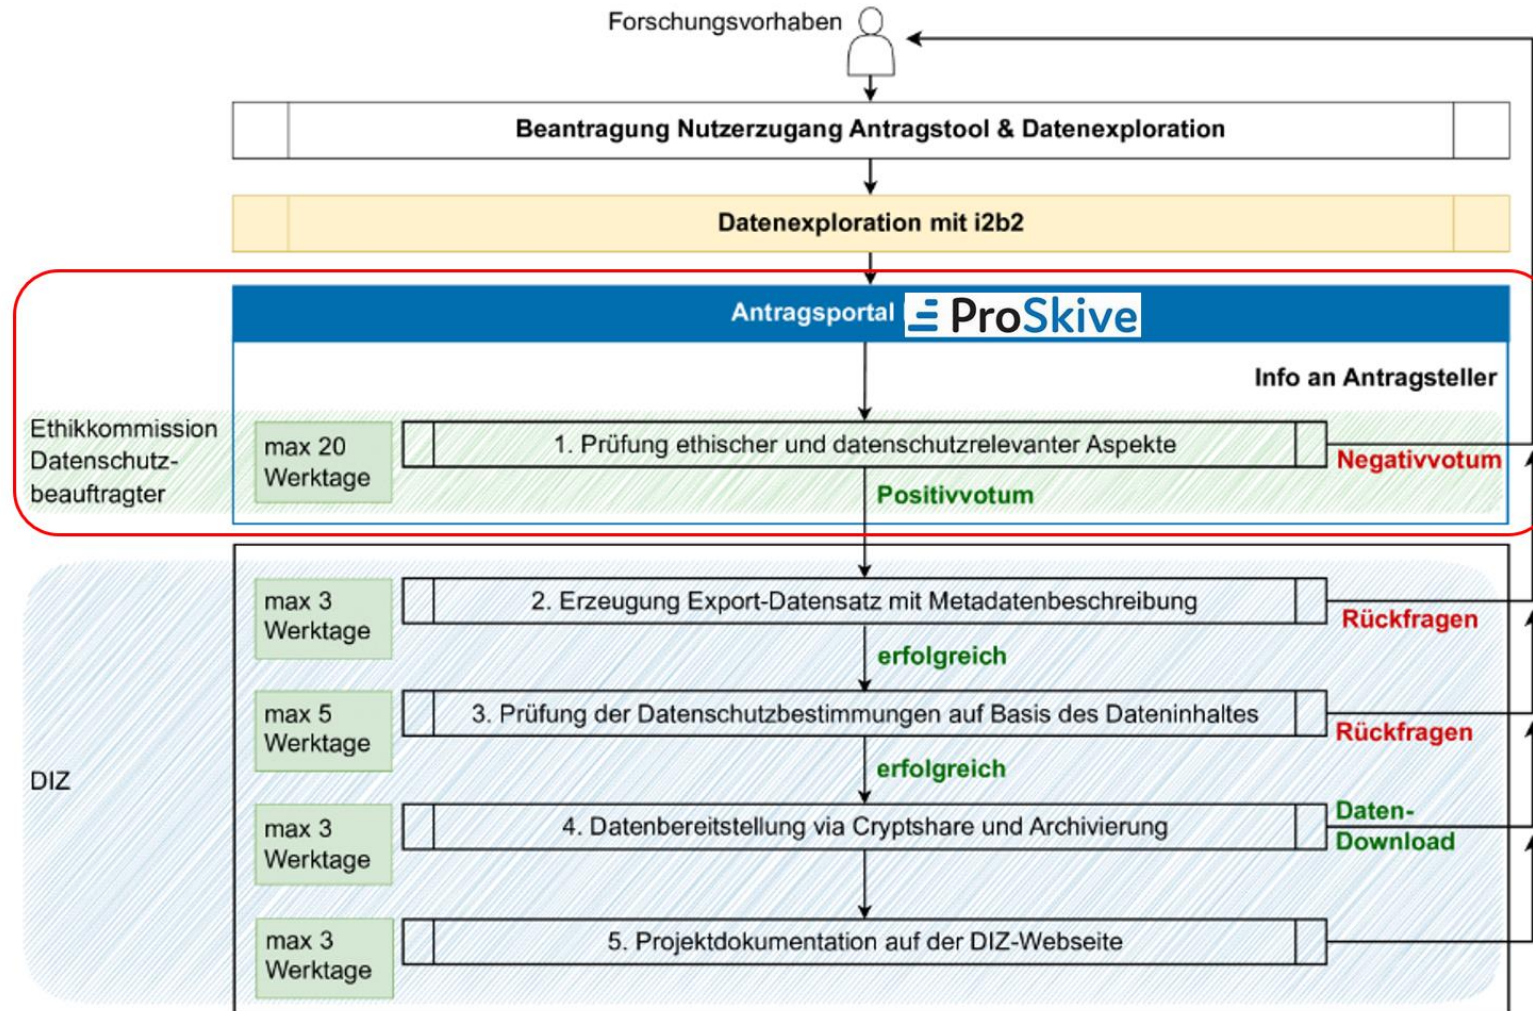 Forschungsvorhaben
Beantragung Nutzerzugang Antragstool & Datenexploration
Datenexploration mit i2b2
Antragsportal ProSkive
Info an Antragsteller
Ethikkommission
Datenschutz-
beauftragter
max 20
Werktage
1. Prüfung ethischer und datenschutzrelevanter Aspekte
Negativvotum
Positivvotum
DIZ
max 3
Werktage
2. Erzeugung Export-Datensatz mit Metadatenbeschreibung
Rückfragen
erfolgreich
max 5
Werktage
3. Prüfung der Datenschutzbestimmungen auf Basis des Dateninhaltes
Rückfragen
erfolgreich
max 3
Werktage
4. Datenbereitstellung via Cryptshare und Archivierung
Daten-
Download
max 3
Werktage
5. Projektdokumentation auf der DIZ-Webseite